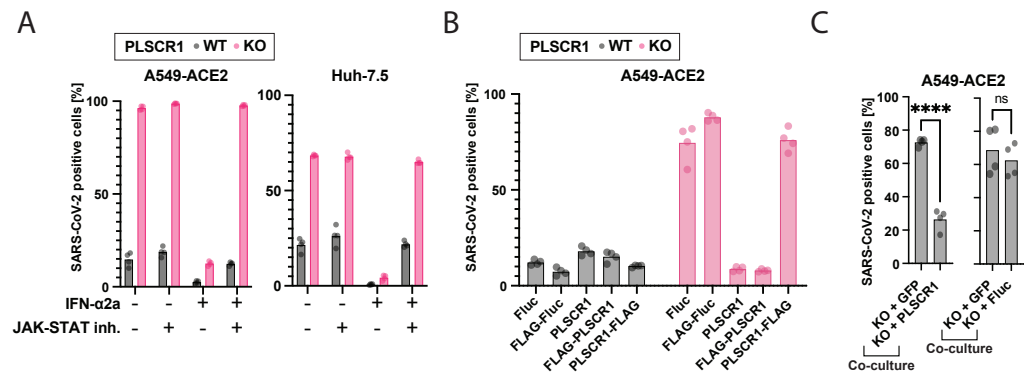 A
PLSCR1 WT KO
A549-ACE2
Huh-7.5
SARS-CoV-2 positive cells [%]
100
50
0
100
50
0
IFN-α2a – – + + – – + +
JAK-STAT inh. – + – + – + – +
B
PLSCR1 WT KO
A549-ACE2
SARS-CoV-2 positive cells [%]
100
50
0
Fluc
FLAG-Fluc
PLSCR1
FLAG-PLSCR1
PLSCR1-FLAG
Fluc
FLAG-Fluc
PLSCR1
FLAG-PLSCR1
PLSCR1-FLAG
C
A549-ACE2
SARS-CoV-2 positive cells [%]
100
80
60
40
20
0
****
ns
KO + GFP
KO + PLSCR1
Co-culture
KO + GFP
KO + Fluc
Co-culture